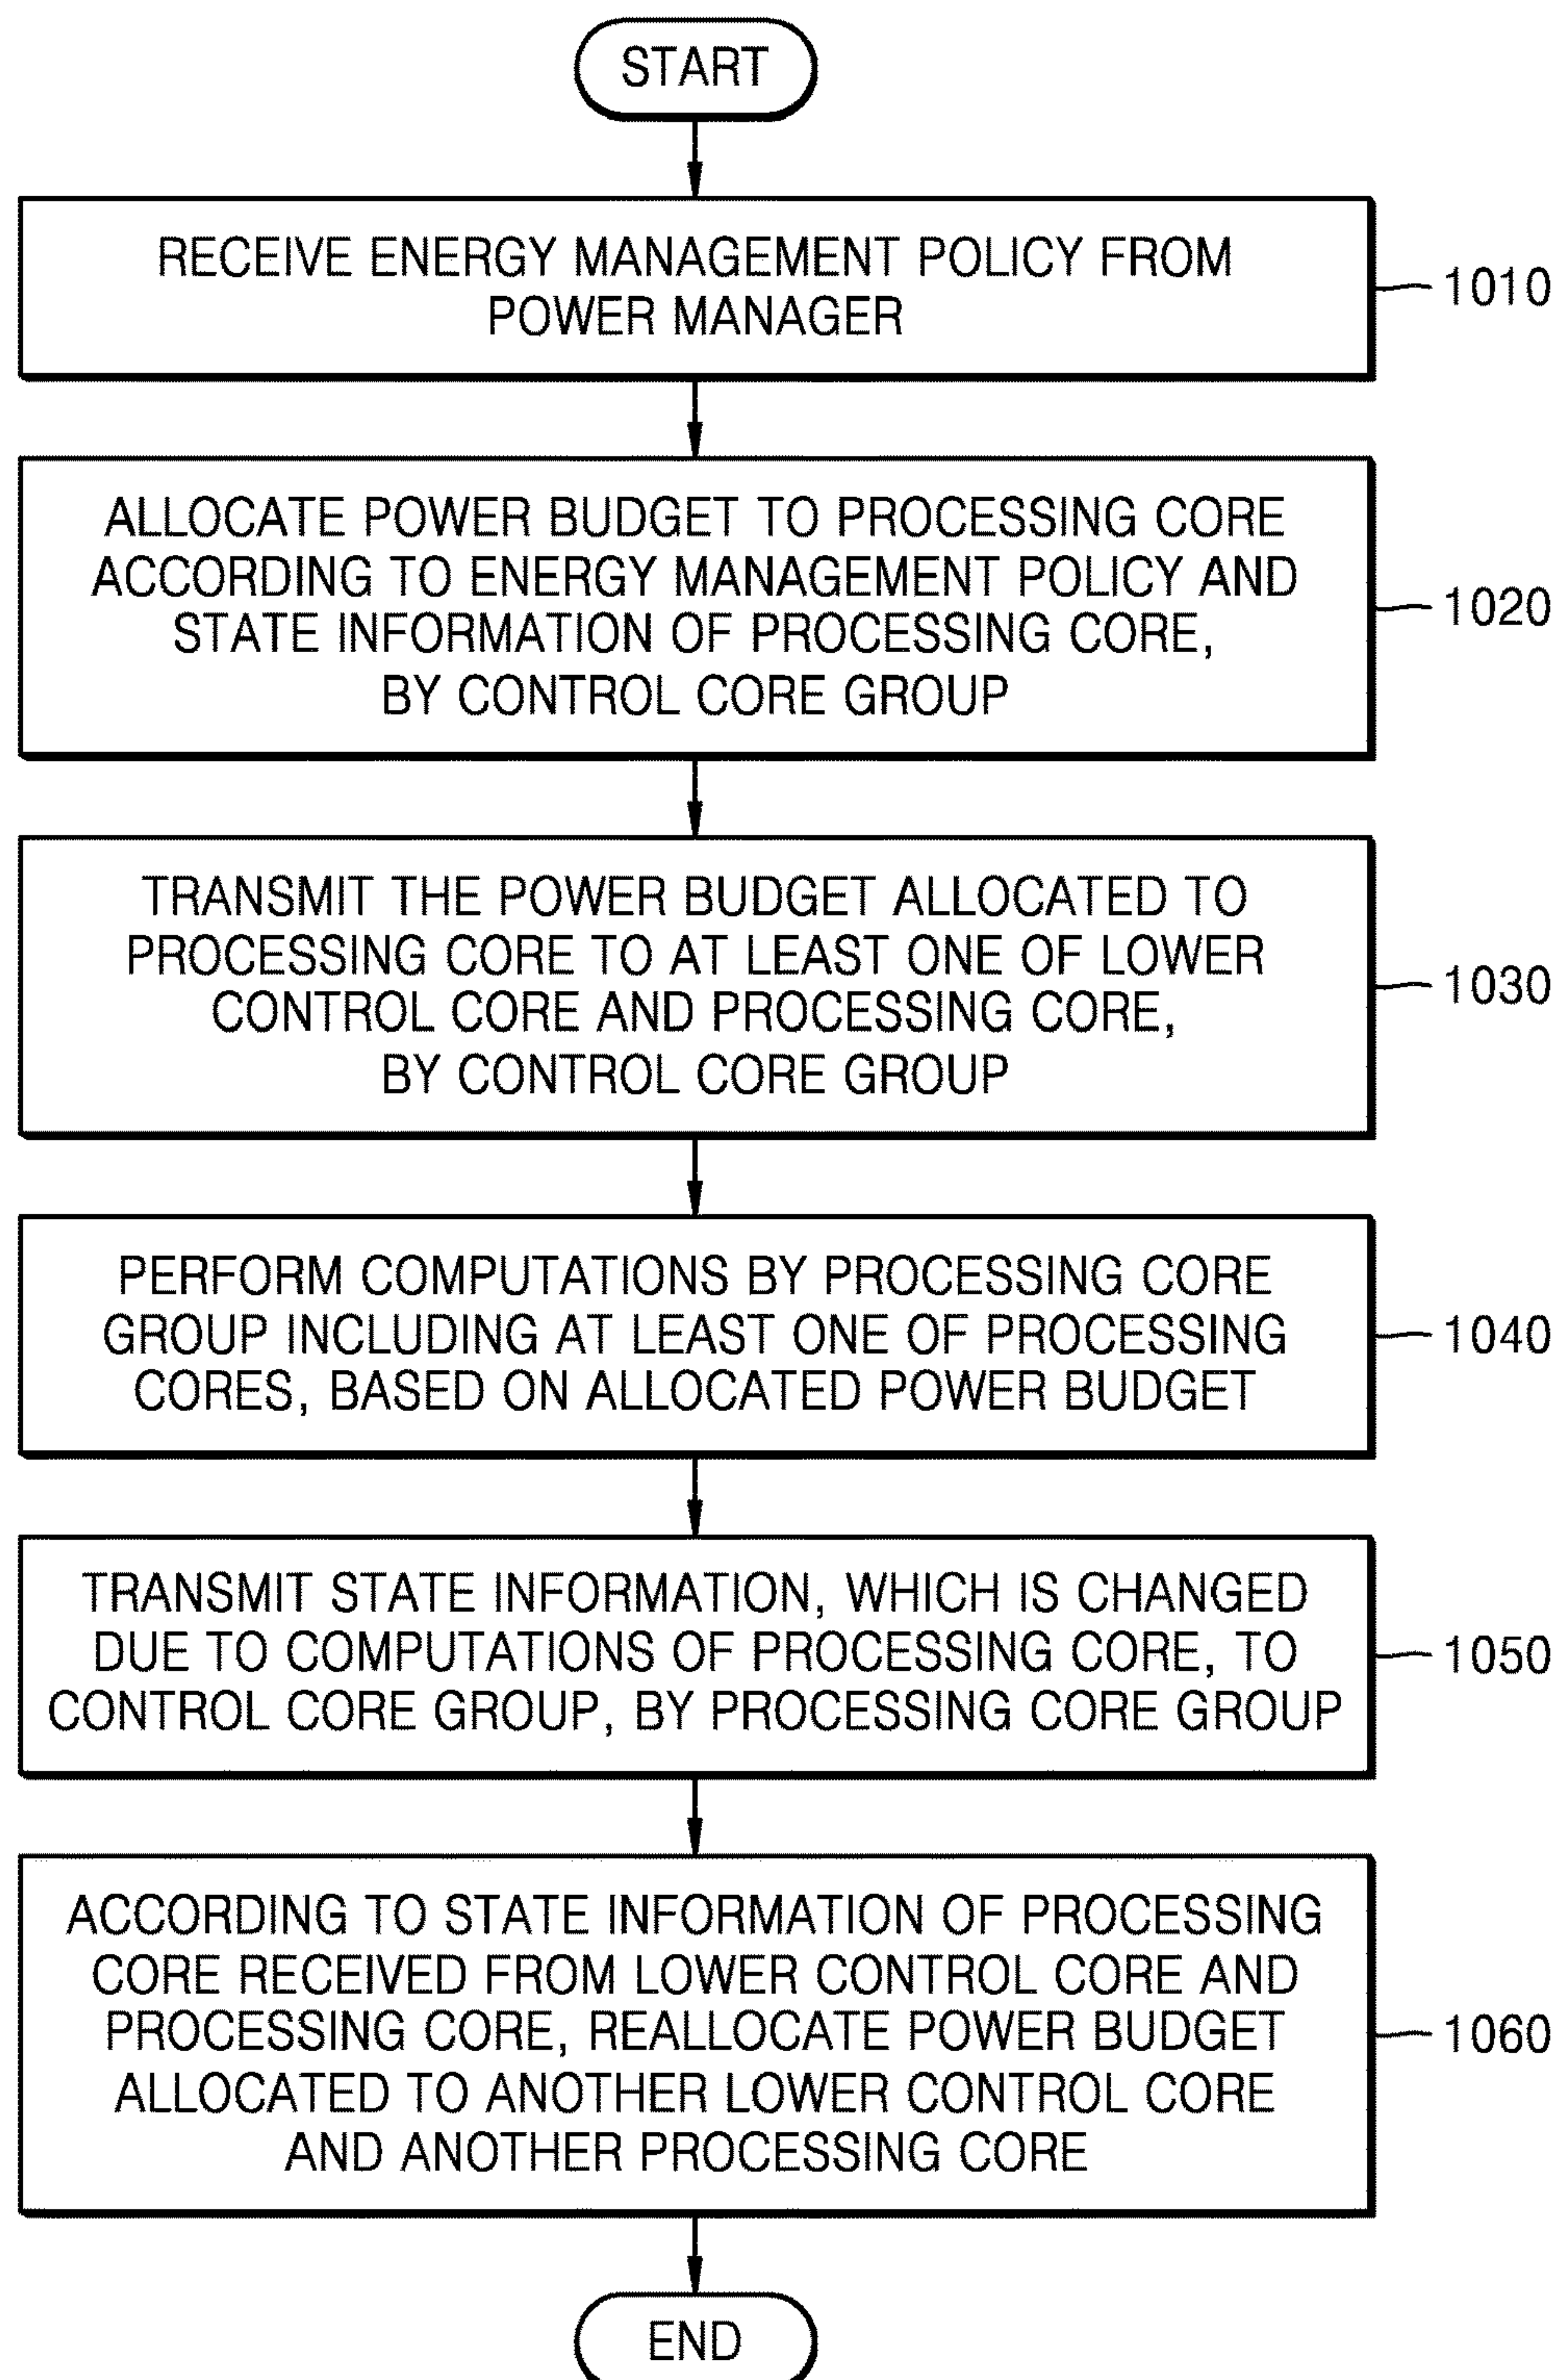 START
RECEIVE ENERGY MANAGEMENT POLICY FROM
POWER MANAGER
1010
ALLOCATE POWER BUDGET TO PROCESSING CORE
ACCORDING TO ENERGY MANAGEMENT POLICY AND
STATE INFORMATION OF PROCESSING CORE,
BY CONTROL CORE GROUP
1020
TRANSMIT THE POWER BUDGET ALLOCATED TO
PROCESSING CORE TO AT LEAST ONE OF LOWER
CONTROL CORE AND PROCESSING CORE,
BY CONTROL CORE GROUP
1030
PERFORM COMPUTATIONS BY PROCESSING CORE
GROUP INCLUDING AT LEAST ONE OF PROCESSING
CORES, BASED ON ALLOCATED POWER BUDGET
1040
TRANSMIT STATE INFORMATION, WHICH IS CHANGED
DUE TO COMPUTATIONS OF PROCESSING CORE, TO
CONTROL CORE GROUP, BY PROCESSING CORE GROUP
1050
ACCORDING TO STATE INFORMATION OF PROCESSING
CORE RECEIVED FROM LOWER CONTROL CORE AND
PROCESSING CORE, REALLOCATE POWER BUDGET
ALLOCATED TO ANOTHER LOWER CONTROL CORE
AND ANOTHER PROCESSING CORE
1060
END